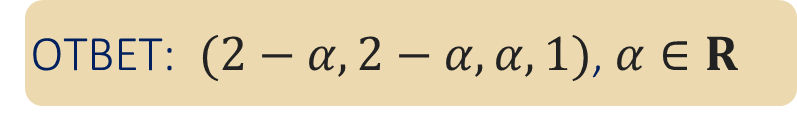 ОТВЕТ: (2 − α, 2 − α, α, 1), α ∈ R